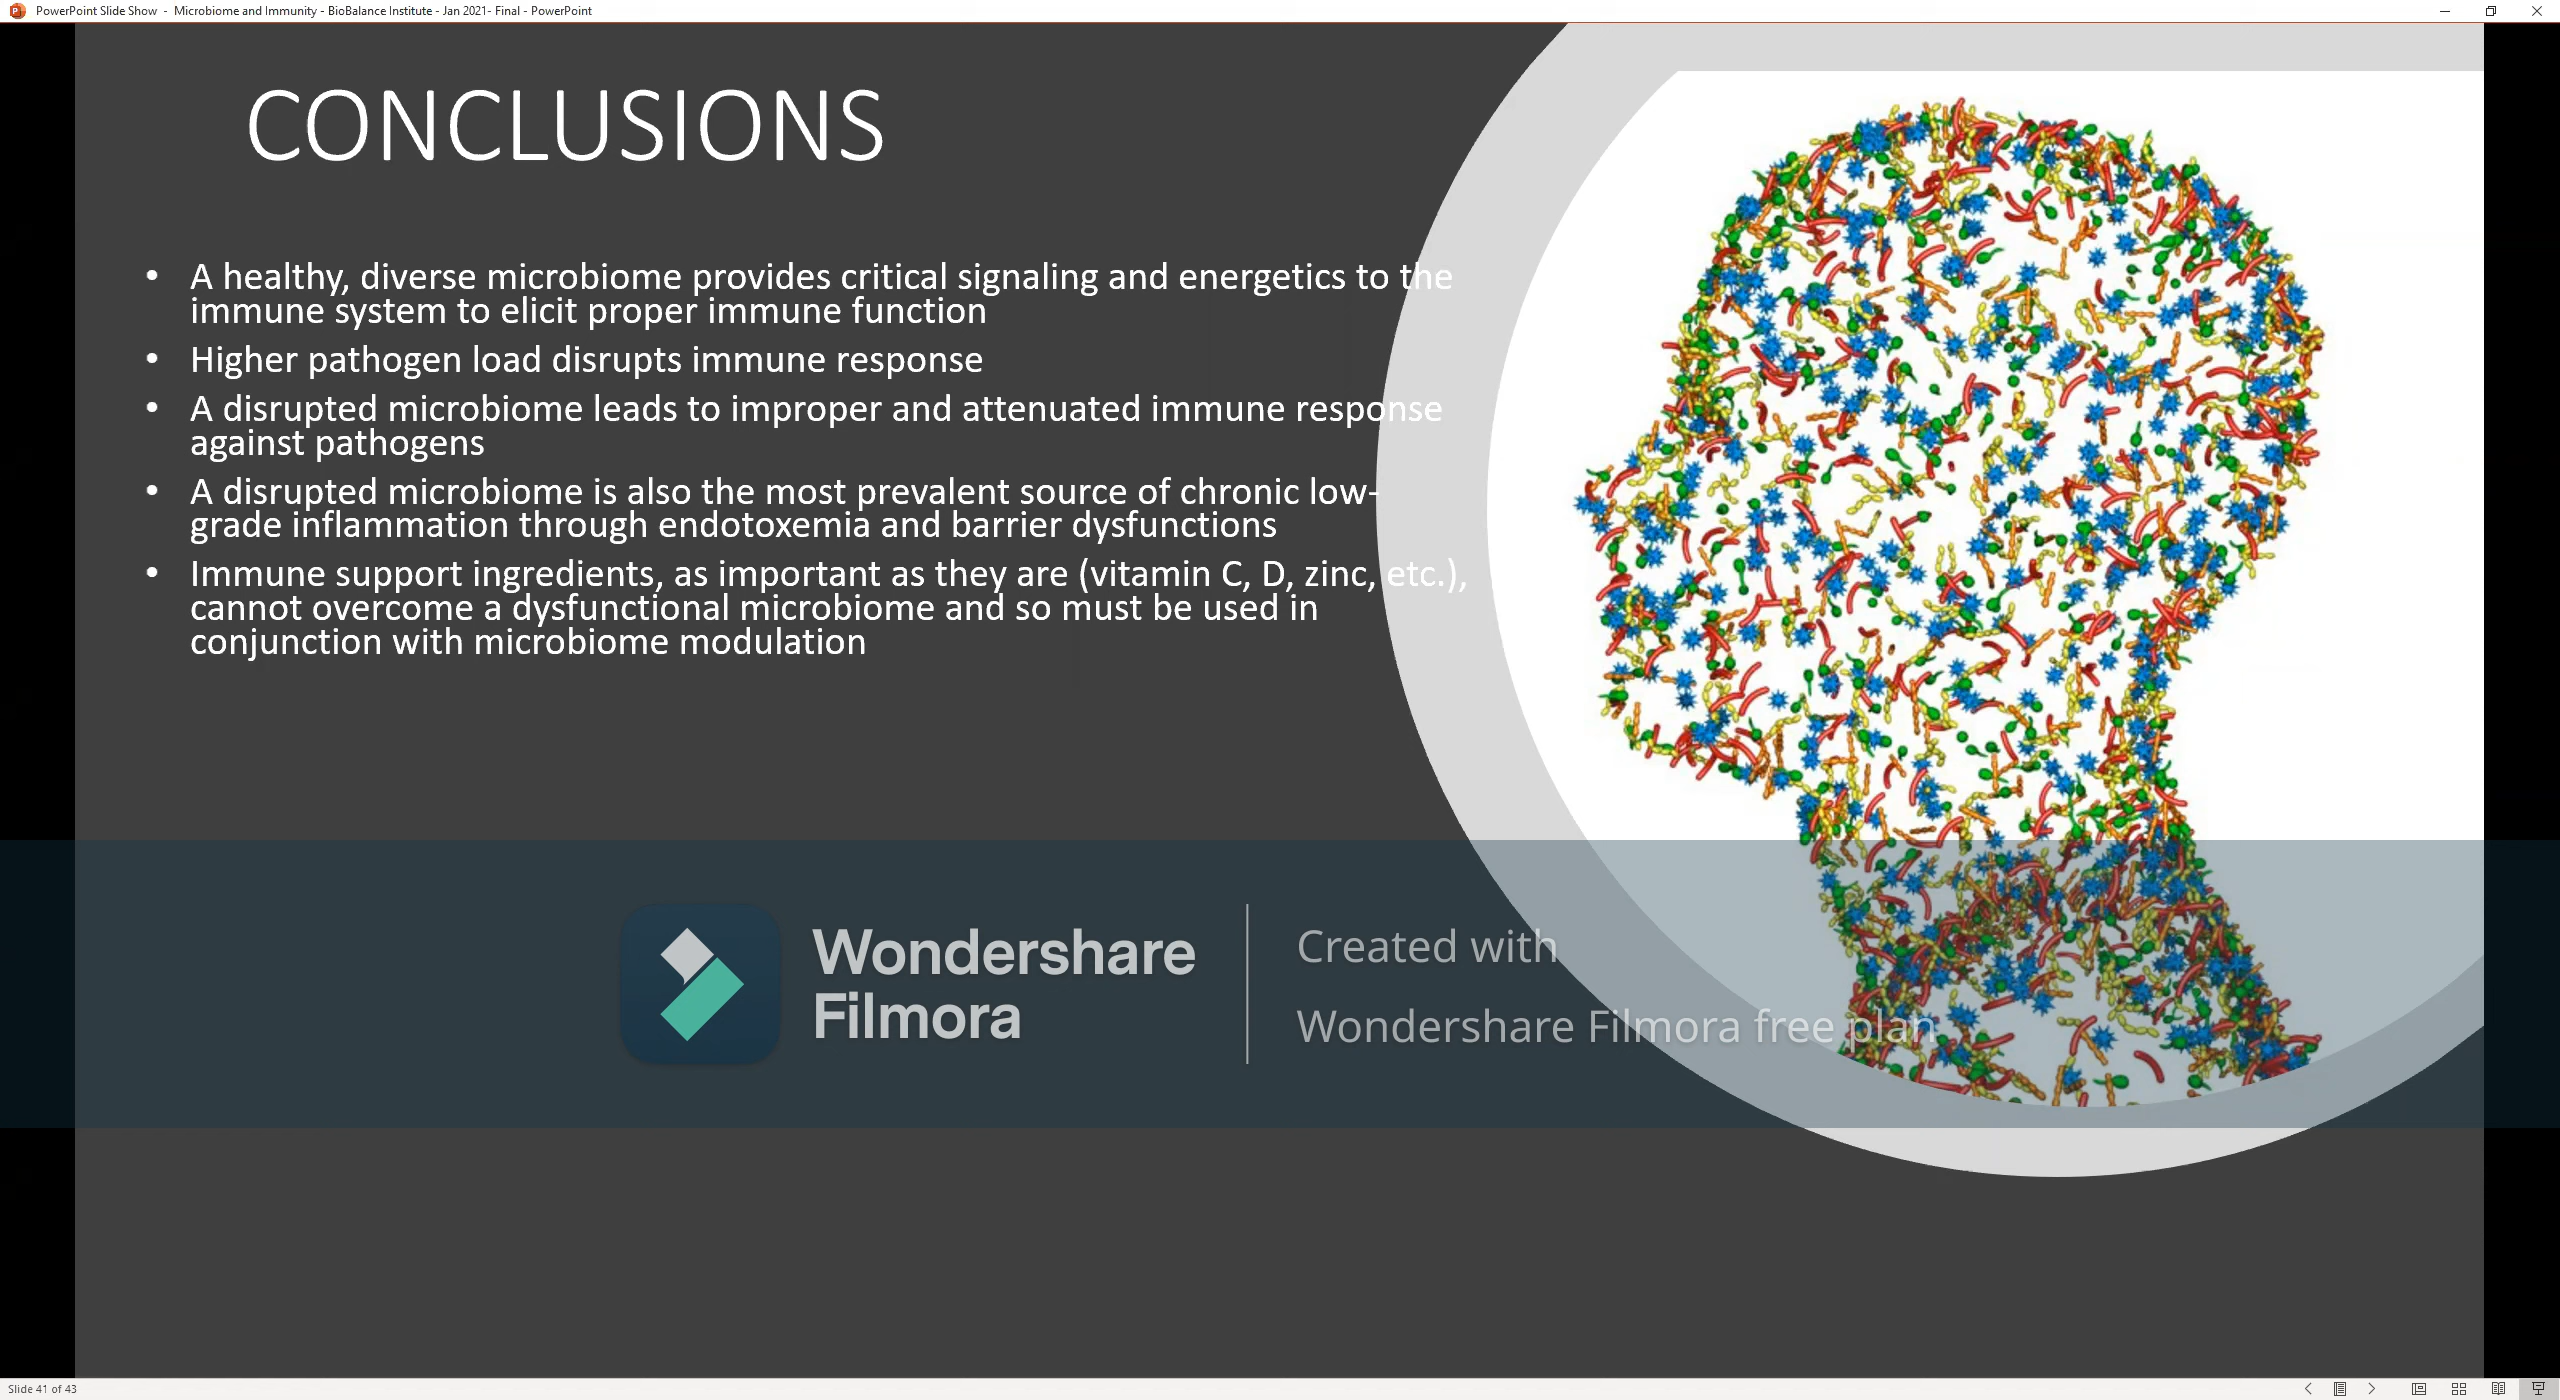 PowerPoint Slide Show - Microbiome and Immunity - BioBalance Institute - Jan 2021- Final - PowerPoint
CONCLUSIONS
• A healthy, diverse microbiome provides critical signaling and energetics to the
immune system to elicit proper immune function
• Higher pathogen load disrupts immune response
• A disrupted microbiome leads to improper and attenuated immune response
against pathogens
• A disrupted microbiome is also the most prevalent source of chronic low-
grade inflammation through endotoxemia and barrier dysfunctions
• Immune support ingredients, as important as they are (vitamin C, D, zinc, etc.),
cannot overcome a dysfunctional microbiome and so must be used in
conjunction with microbiome modulation
Wondershare
Filmora
Created with
Wondershare Filmora free plan
Slide 41 of 43